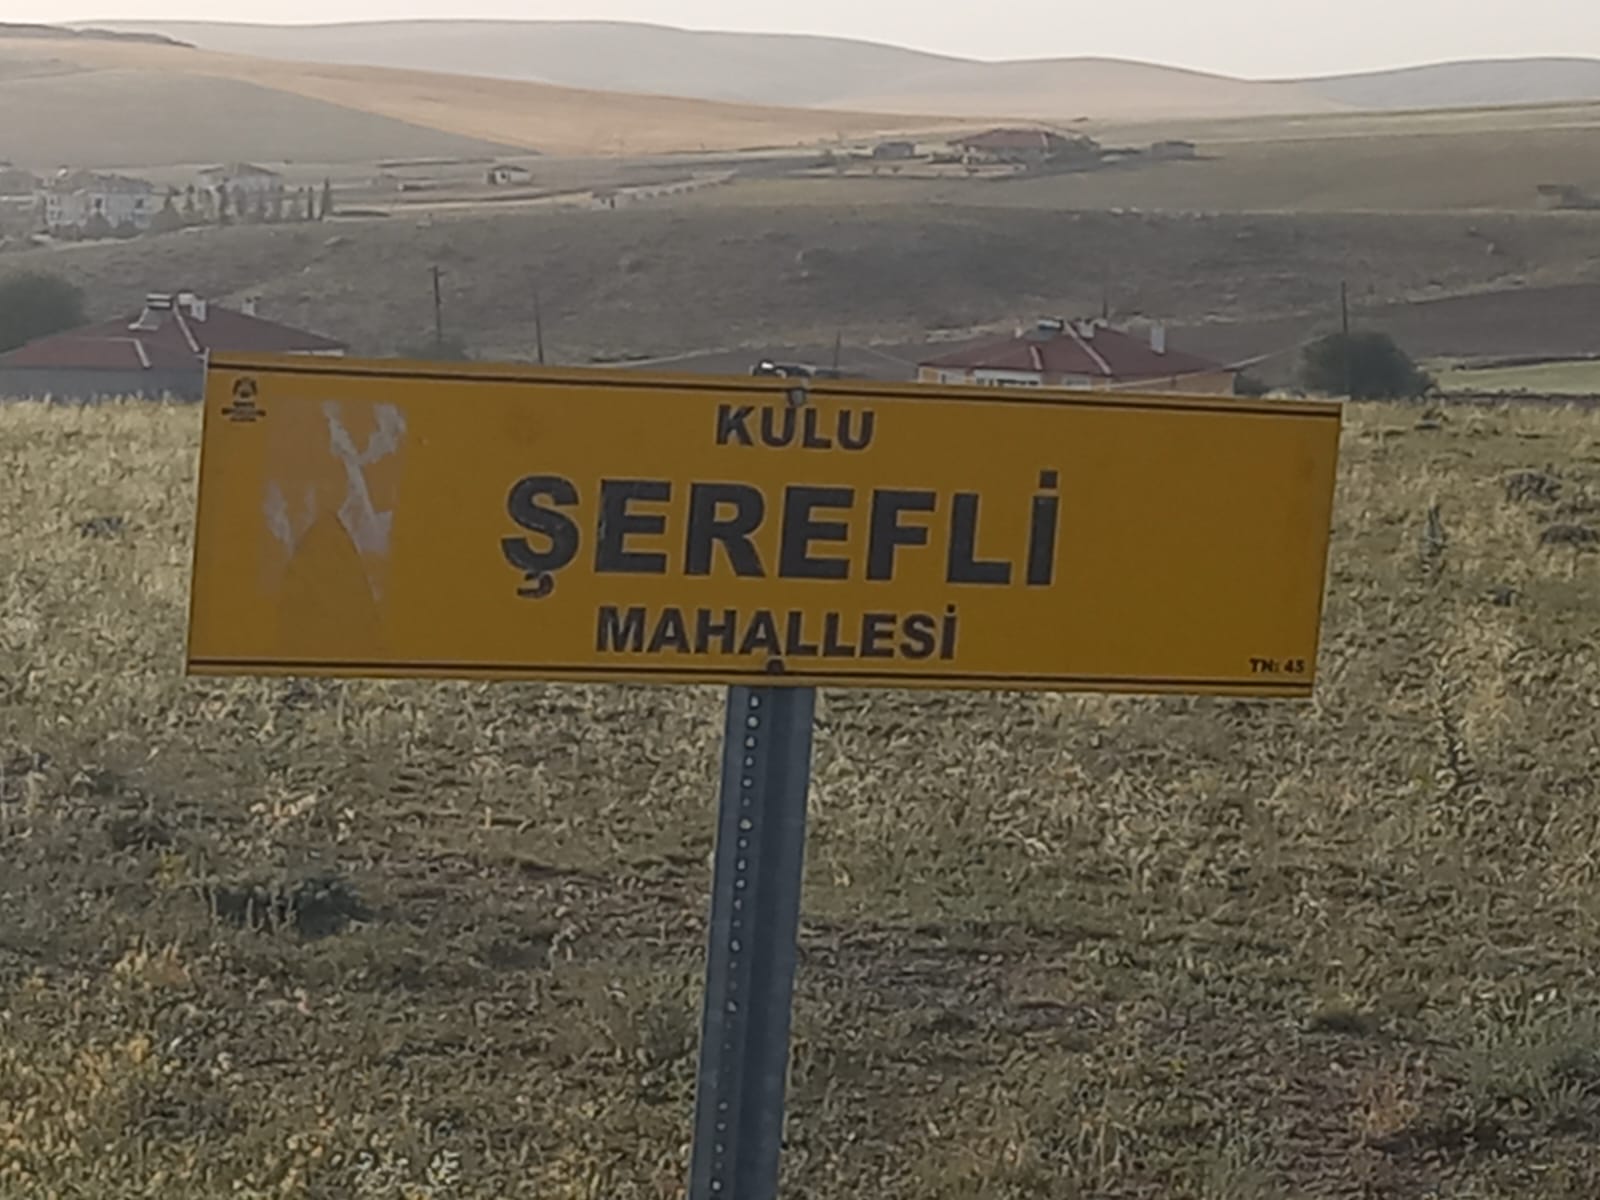 KULU
ŞEREFLİ
MAHALLESİ
TN: 45